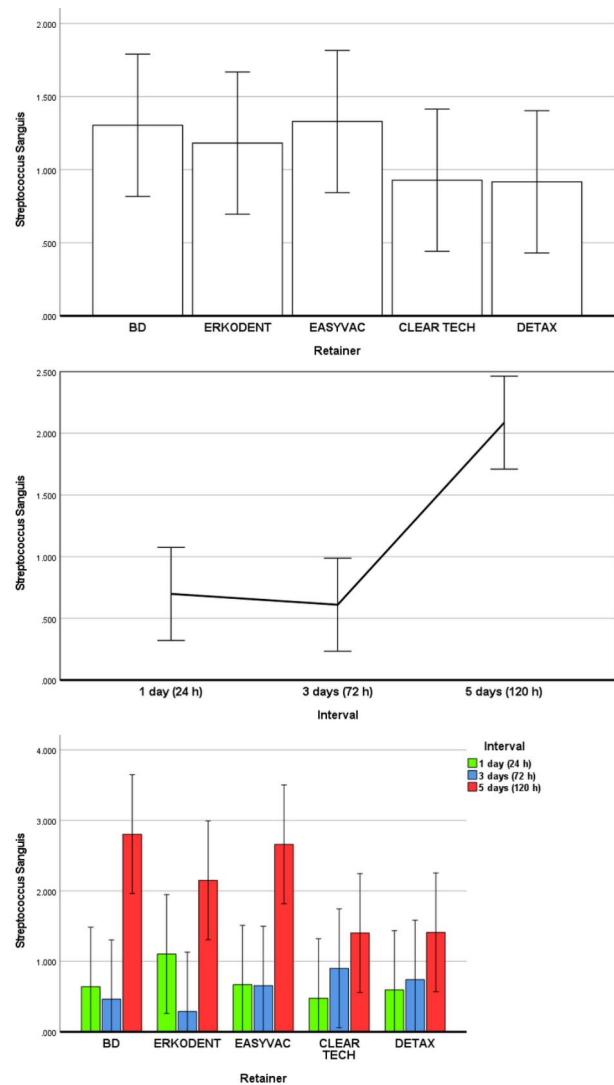 2.000
1.500
1.000
.500
.000
Streptococcus Sanguis
BD
ERKODENT
EASYVAC
CLEAR TECH
DETAX
Retainer
2.500
2.000
1.500
1.000
.500
.000
Streptococcus Sanguis
1 day (24 h)
3 days (72 h)
5 days (120 h)
Interval
4.000
3.000
2.000
1.000
.000
Streptococcus Sanguis
Interval
1 day (24 h)
3 days (72 h)
5 days (120 h)
BD
ERKODENT
EASYVAC
CLEAR
TECH
DETAX
Retainer